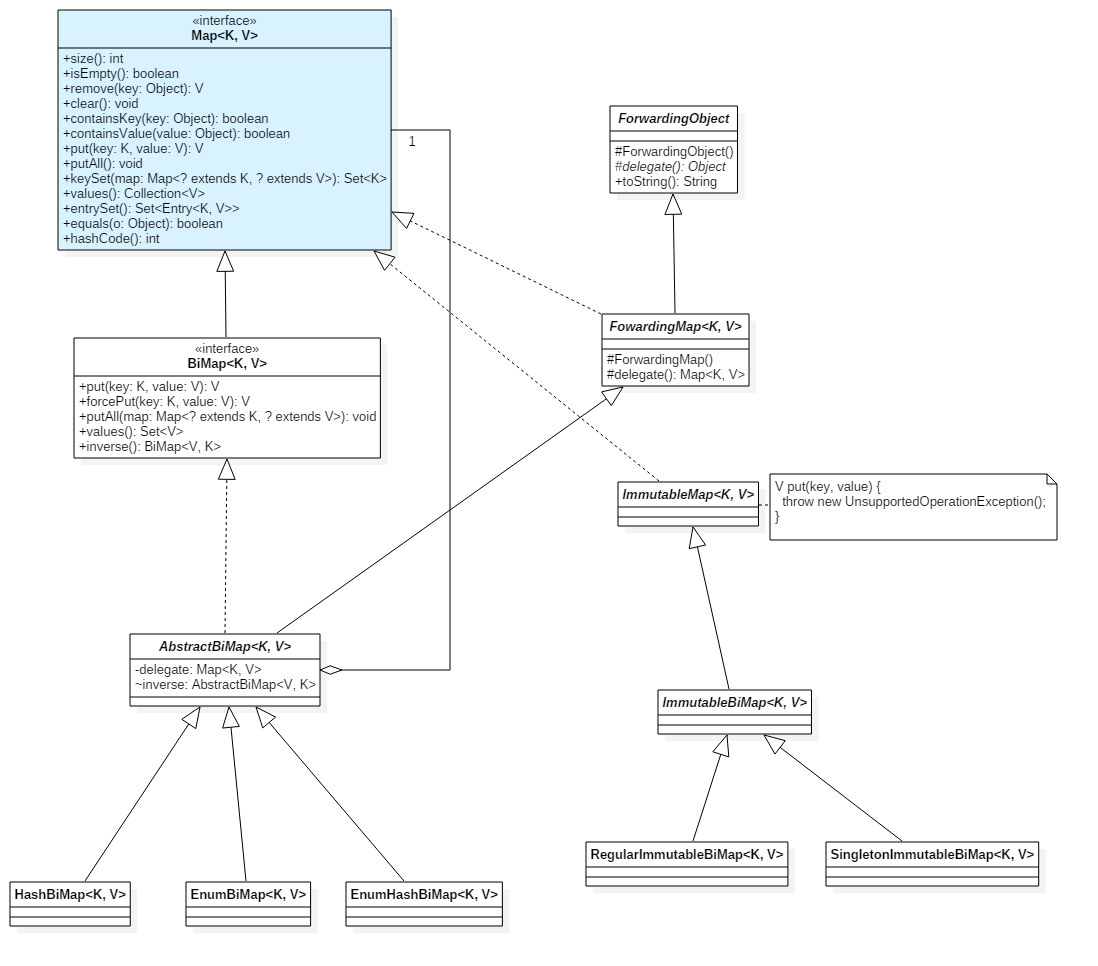 «interface»
Map<K, V>
+size(): int
+isEmpty(): boolean
+remove(key: Object): V
+clear(): void
+containsKey(key: Object): boolean
+containsValue(value: Object): boolean
+put(key: K, value: V): V
+putAll(): void
+keySet(map: Map<? extends K, ? extends V>): Set<K>
+values(): Collection<V>
+entrySet(): Set<Entry<K, V>>
+equals(o: Object): boolean
+hashCode(): int
1
ForwardingObject
#ForwardingObject()
#delegate(): Object
+toString(): String
FowardingMap<K, V>
#ForwardingMap()
#delegate(): Map<K, V>
«interface»
BiMap<K, V>
+put(key: K, value: V): V
+forcePut(key: K, value: V): V
+putAll(map: Map<? extends K, ? extends V>): void
+values(): Set<V>
+inverse(): BiMap<V, K>
ImmutableMap<K, V>
V put(key, value) {
  throw new UnsupportedOperationException();
}
AbstractBiMap<K, V>
-delegate: Map<K, V>
~inverse: AbstractBiMap<V, K>
ImmutableBiMap<K, V>
RegularImmutableBiMap<K, V>
SingletonImmutableBiMap<K, V>
HashBiMap<K, V>
EnumBiMap<K, V>
EnumHashBiMap<K, V>